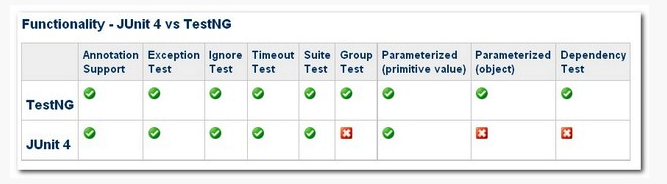 Functionality - JUnit 4 vs TestNG
Annotation Support
Exception Test
Ignore Test
Timeout Test
Suite Test
Group Test
Parameterized (primitive value)
Parameterized (object)
Dependency Test
TestNG
JUnit 4